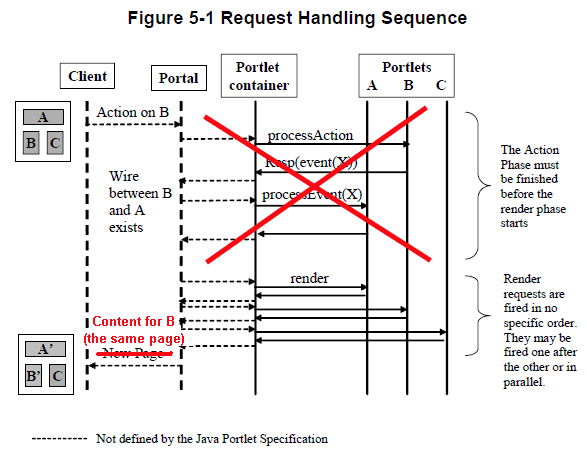 Figure 5-1 Request Handling Sequence
Client
Portal
Portlet
container
Portlets
A B C
A
B C
Action on B
processAction
Resp(event(X))
Wire
between B
and A
exists
processEvent(X)
The Action
Phase must
be finished
before the
render phase
starts
render
Render
requests are
fired in no
specific order.
They may be
fired one after
the other or in
parallel.
Content for B
(the same page)
New Page
A’
B’ C
Not defined by the Java Portlet Specification